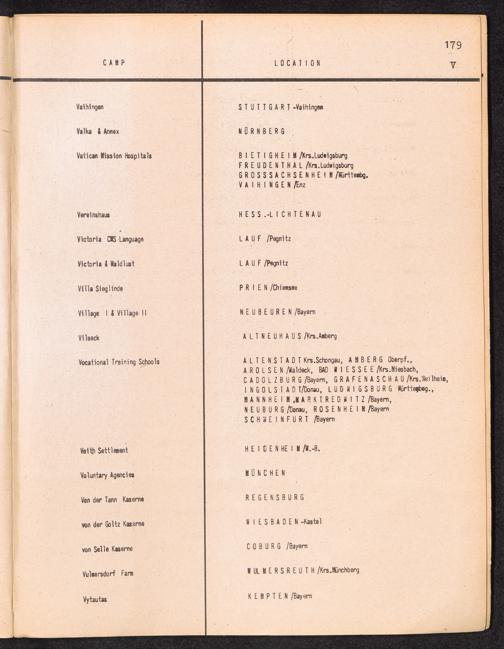 179
CAMP LOCATION V
Vaihingen STUTTGART-Vaihingen
Valka & Annex NÜRNBERG
Vatican Mission Hospitals BIETIGHEIM/Krs.Ludwigsburg
FREUDENTHAL/Krs.Ludwigsburg
GROSSSACHSENHEIM/Württembg.
VAIHINGEN/Enz
Vereinshaus HESS.-LICHTENAU
Victoria CWS Language LAUF/Pegnitz
Victoria & Waldlust LAUF/Pegnitz
Villa Sieglinde PRIEN/Chiemsee
Village I & Village II NEUBEUREN/Bayern
Vilseck ALTNEUHAUS/Krs.Amberg
Vocational Training Schools ALTENSTADT Krs.Schongau, AMBERG Oberpf.,
AROLSEN/Waldeck, BAD WIESSEE/Krs.Miesbach,
CADOLZBURG/Bayern, GRAFENASCHAU/Krs.Weilheim,
INGOLSTADT/Donau, LUDWIGSBURG Württembg.,
MANNHEIM,MARKTREDWITZ/Bayern,
NEUBURG/Donau, ROSENHEIM/Bayern
SCHWEINFURT /Bayern
Veith Settlement HEIDENHEIM/W.-B.
Voluntary Agencies MÜNCHEN
Von der Tann Kaserne REGENSBURG
von der Goltz Kaserne WIESBADEN-Kastel
von Selle Kaserne COBURG /Bayern
Vulmersdorf Farm WULMERSREUTH/Krs.Münchberg
Vytautas KEMPTEN/Bayern